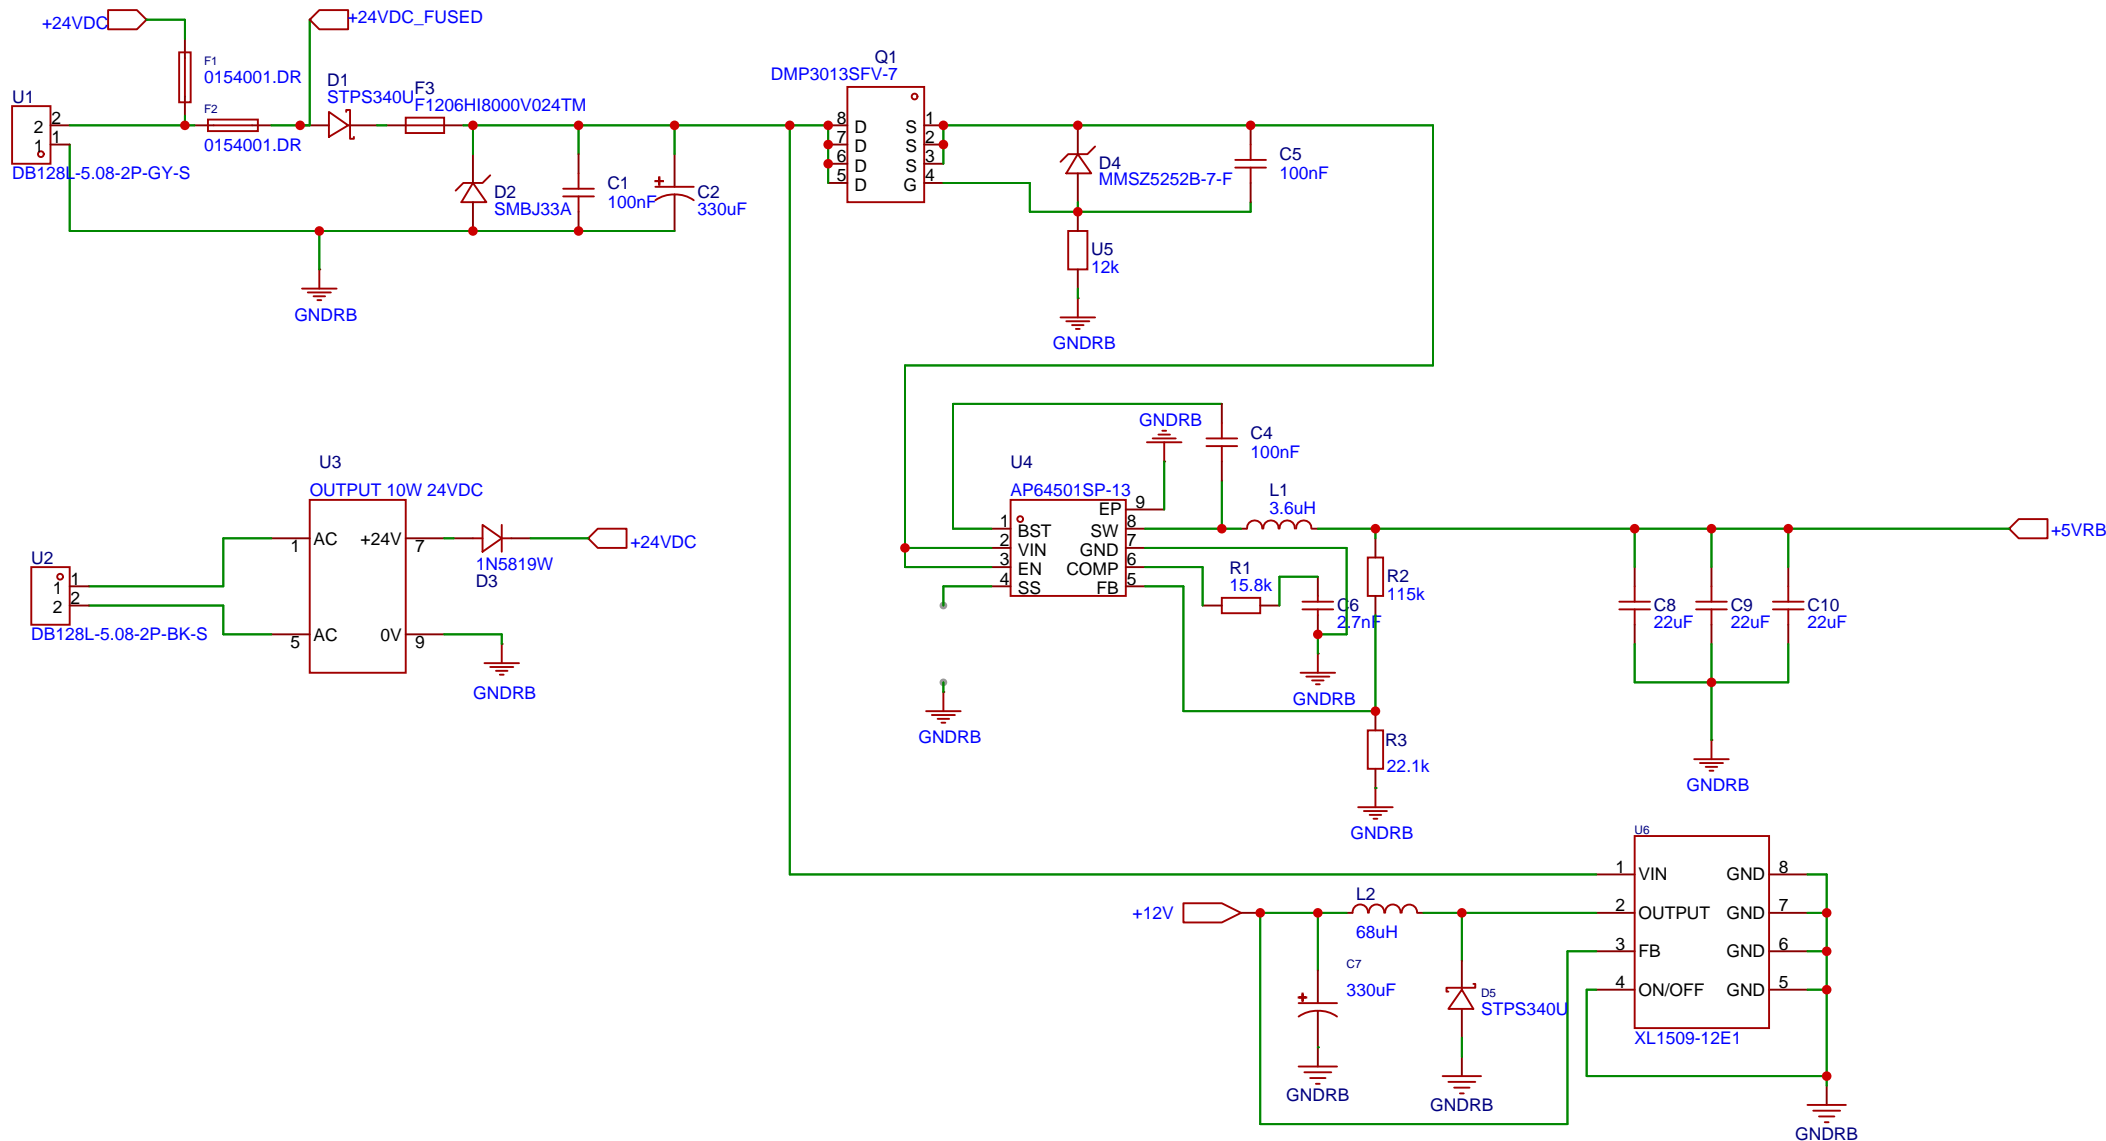 +24VDC
+24VDC_FUSED
F1
0154001.DR
F2
0154001.DR
D1
STPS340U
F3
F1206HI8000V024TM
U1
2
1
2
1
DB128L-5.08-2P-GY-S
D2
SMBJ33A
C1
100nF
C2
330uF
GNDRB
Q1
DMP3013SFV-7
8 D S 1
7 D S 2
6 D S 3
5 D G 4
D4
MMSZ5252B-7-F
C5
100nF
U5
12k
GNDRB
U3
OUTPUT 10W 24VDC
1 AC +24V 7
5 AC 0V 9
1N5819W
D3
+24VDC
GNDRB
U2
1
2
1
2
DB128L-5.08-2P-BK-S
GNDRB
C4
100nF
U4
AP64501SP-13
EP 9
1 BST SW 8
2 VIN GND 7
3 EN COMP 6
4 SS FB 5
L1
3.6uH
R1
15.8k
C6
2.7nF
R2
115k
GNDRB
GNDRB
R3
22.1k
GNDRB
C8
22uF
C9
22uF
C10
22uF
GNDRB
+5VRB
U6
1 VIN GND 8
2 OUTPUT GND 7
3 FB GND 6
4 ON/OFF GND 5
XL1509-12E1
+12V
L2
68uH
C7
330uF
D5
STPS340U
GNDRB
GNDRB
GNDRB